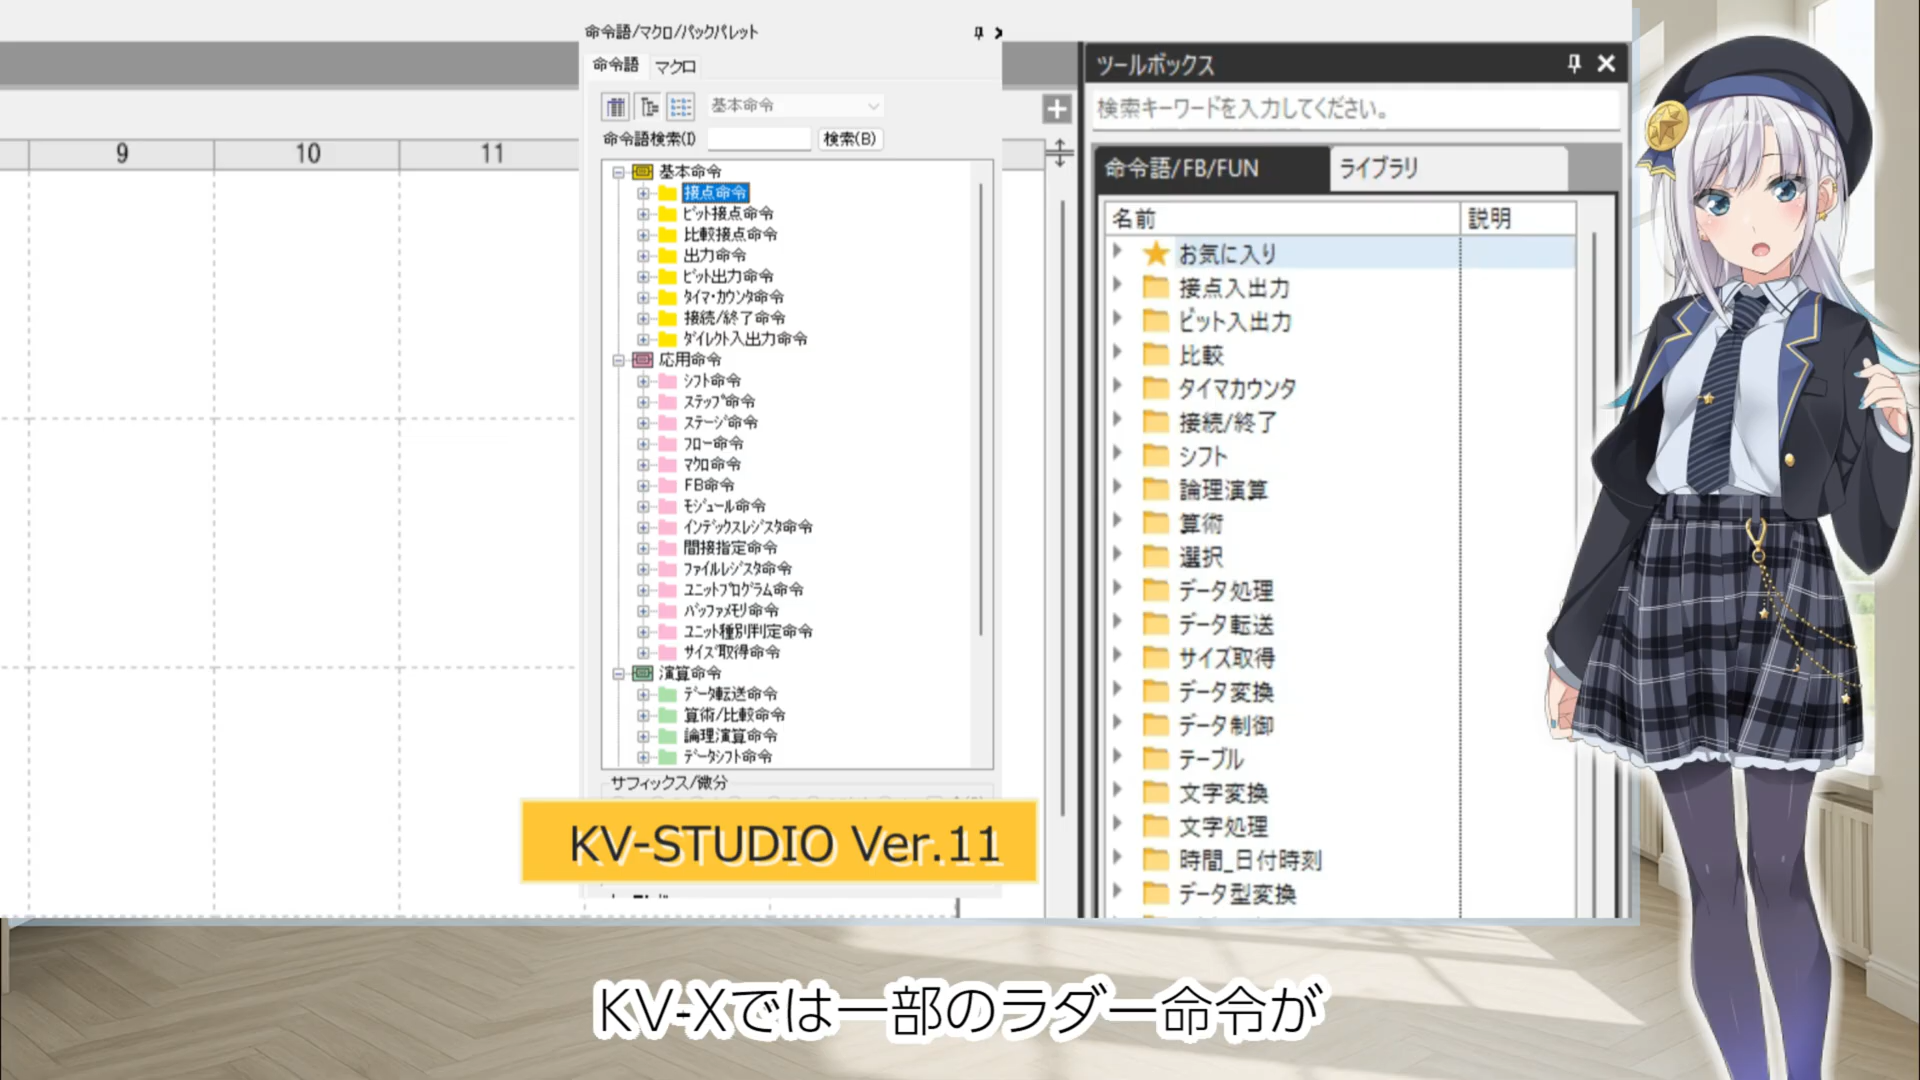 命令語/マクロ/パックパレット
命令語 マクロ
基本命令
命令語検索(I) 検索(B)
基本命令
接点命令
ビット接点命令
比較接点命令
出力命令
ビット出力命令
タイマ・カウンタ命令
接続/終了命令
ダイレクト入出力命令
応用命令
シフト命令
ステップ命令
ステージ命令
フロー命令
マクロ命令
FB命令
モジュール命令
インデックスレジスタ命令
間接指定命令
ファイルレジスタ命令
ユニットプログラム命令
バッファメモリ命令
ユニット種別判定命令
サイズ取得命令
演算命令
データ転送命令
算術/比較命令
論理演算命令
データシフト命令
サフィックス/微分
9 10 11
KV-STUDIO Ver.11
ツールボックス
検索キーワードを入力してください。
命令語/FB/FUN ライブラリ
名前 説明
お気に入り
接点入出力
ビット入出力
比較
タイマカウンタ
接続/終了
シフト
論理演算
算術
選択
データ処理
データ転送
サイズ取得
データ変換
データ制御
テーブル
文字変換
文字処理
時間_日付時刻
データ型変換
KV-Xでは一部のラダー命令が